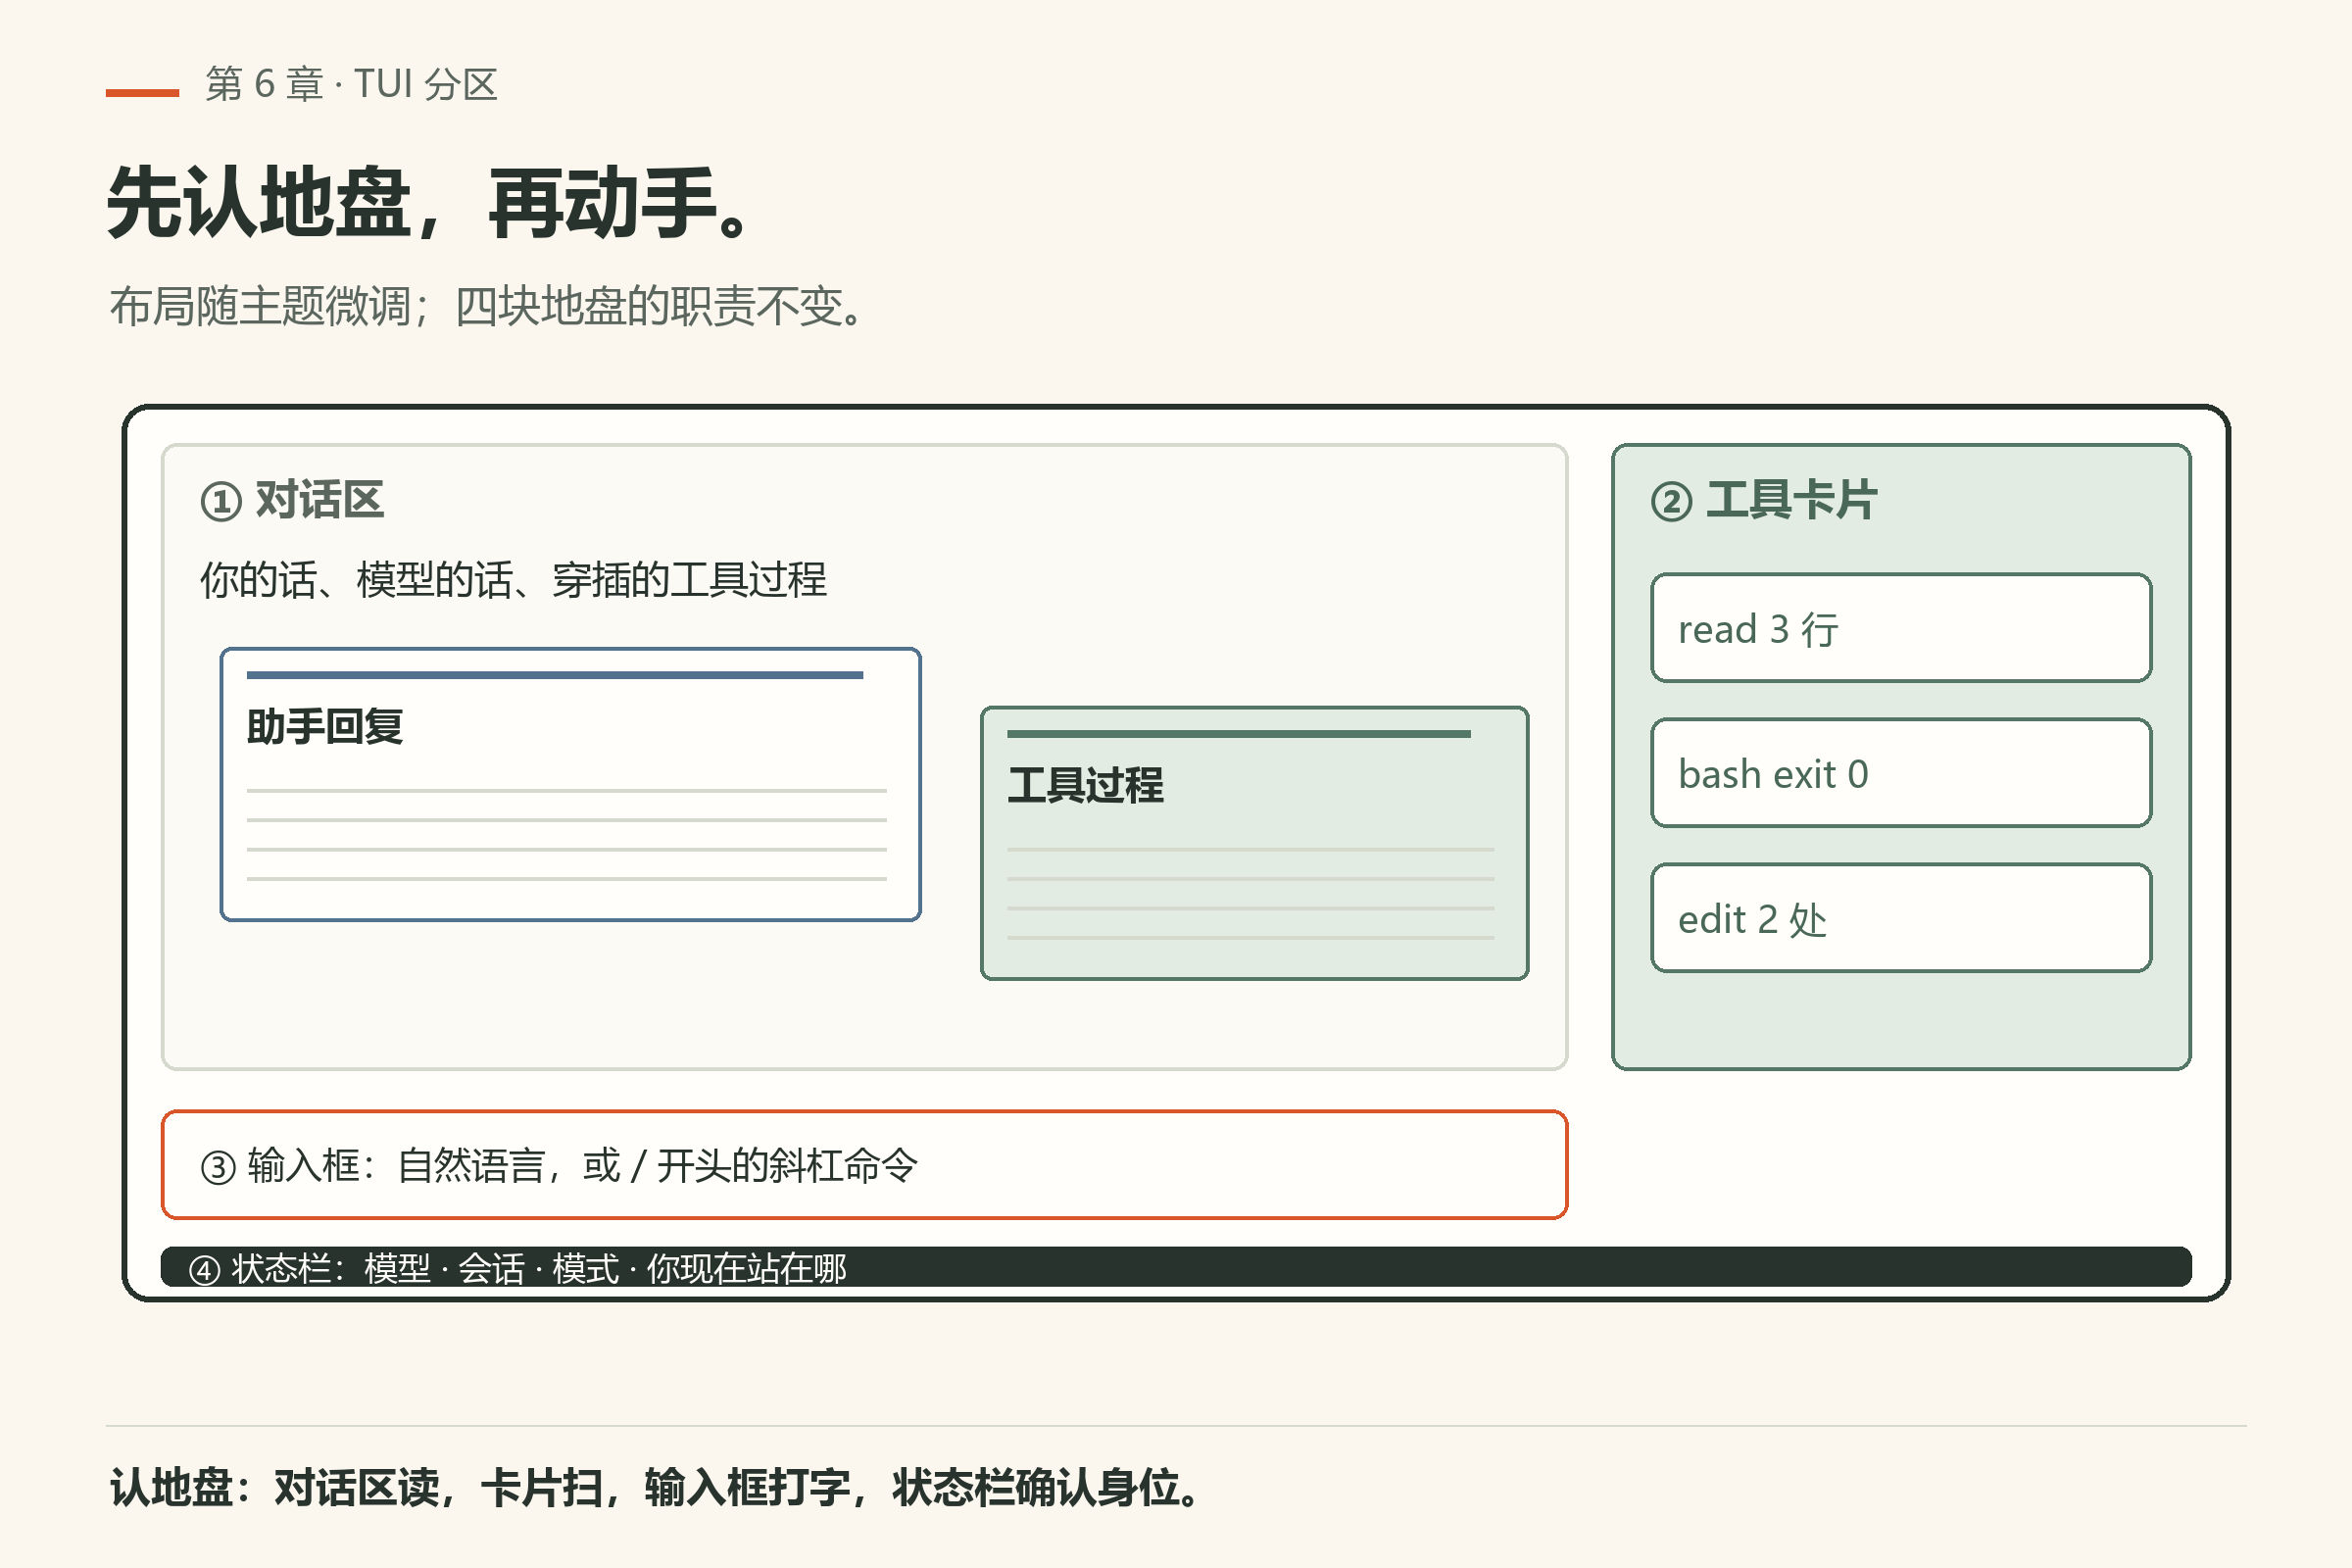 第 6 章 · TUI 分区
先认地盘，再动手。
布局随主题微调；四块地盘的职责不变。
① 对话区
你的话、模型的话、穿插的工具过程
助手回复
工具过程
② 工具卡片
read 3 行
bash exit 0
edit 2 处
③ 输入框：自然语言，或 / 开头的斜杠命令
④ 状态栏：模型 · 会话 · 模式 · 你现在站在哪
认地盘：对话区读，卡片扫，输入框打字，状态栏确认身位。